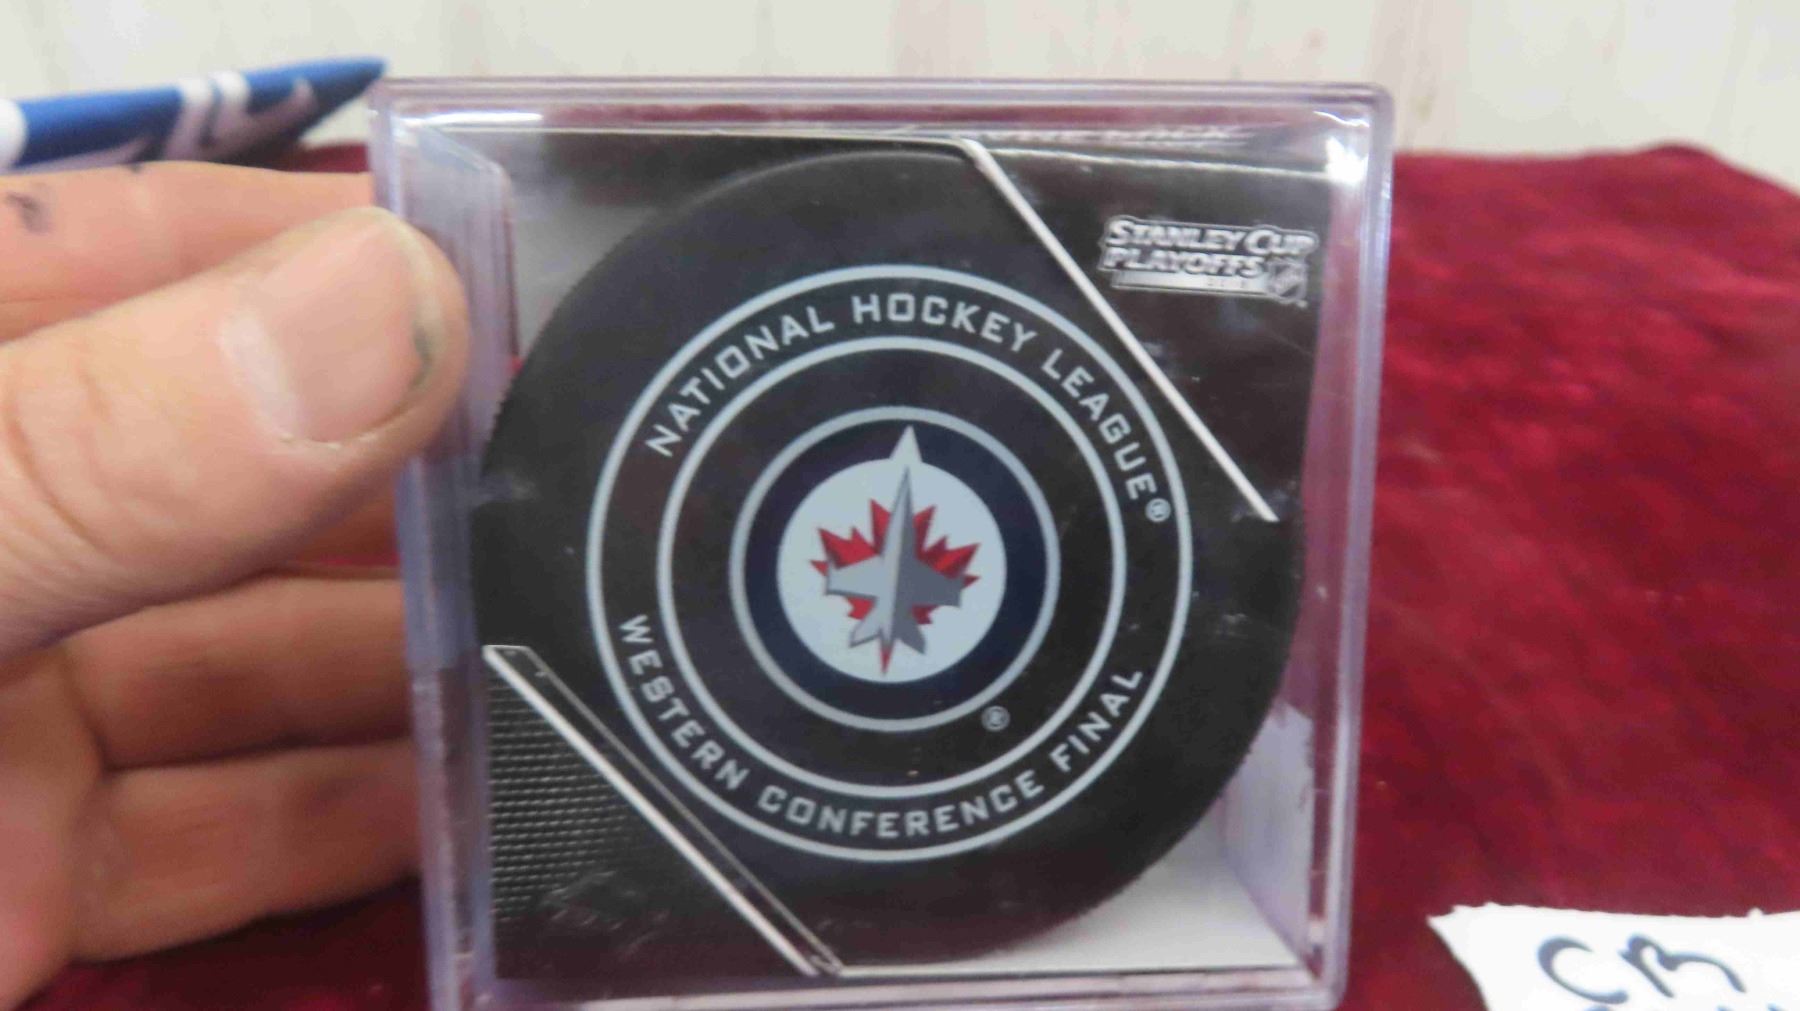 STANLEY CUP
PLAYOFFS
NATIONAL HOCKEY LEAGUE®
®
WESTERN CONFERENCE FINAL